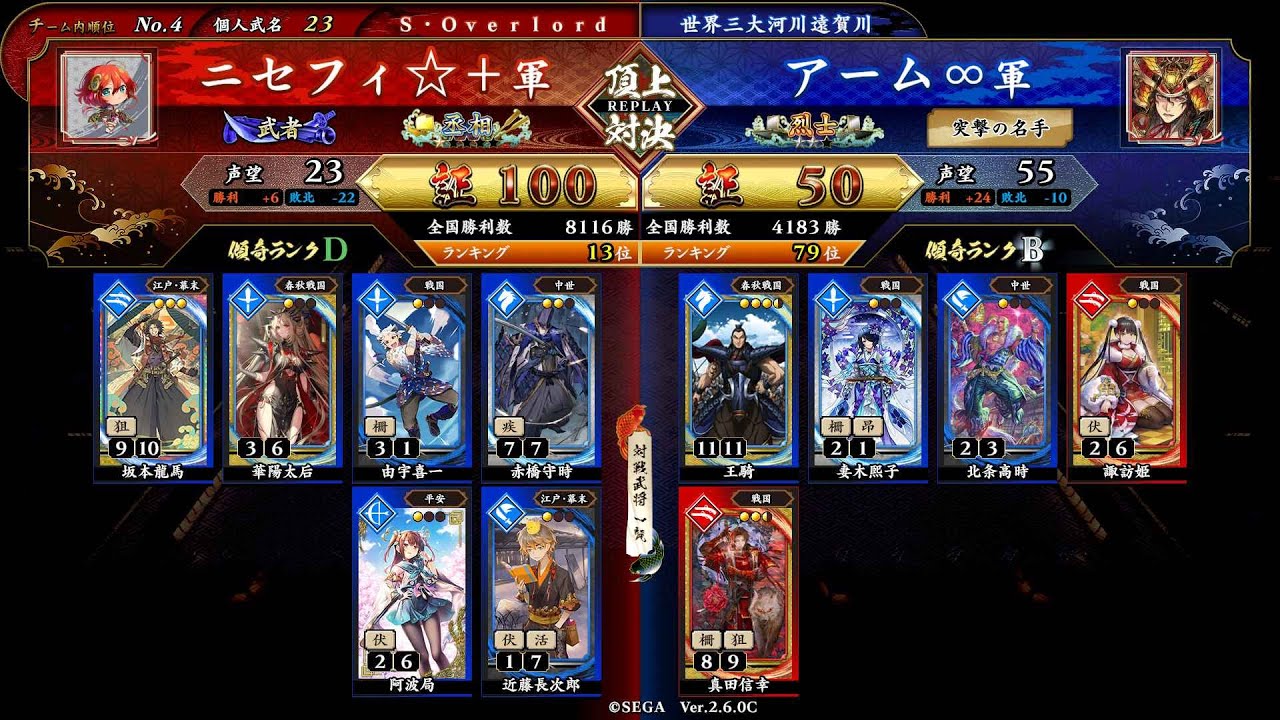 チーム内順位 No.4 個人武名 23 S・Overlord 世界三大河川遠賀川
ニセフィ☆＋軍 頂上 REPLAY 対決 アーム∞軍
武者 丞相 烈士 突撃の名手
声望 23 証 100 証 50 声望 55
勝利 +6 敗北 -22 勝利 +24 敗北 -10
全国勝利数 8116勝 全国勝利数 4183勝
傾奇ランクD ランキング 13位 ランキング 79位 傾奇ランクB
江戸・幕末 春秋戦国 戦国 中世 春秋戦国 戦国 中世 戦国
狙 柵 疾 柵 昂 伏
9 10 3 6 3 1 7 7 11 11 2 1 2 3 2 6
坂本龍馬 華陽太后 由宇喜一 赤橋守時 王騎 妻木煕子 北条高時 諏訪姫
対戦武将一覧
平安 江戸・幕末 戦国
伏 伏 活 柵 狙
2 6 1 7 8 9
阿波局 近藤長次郎 真田信幸
©SEGA Ver.2.6.0C